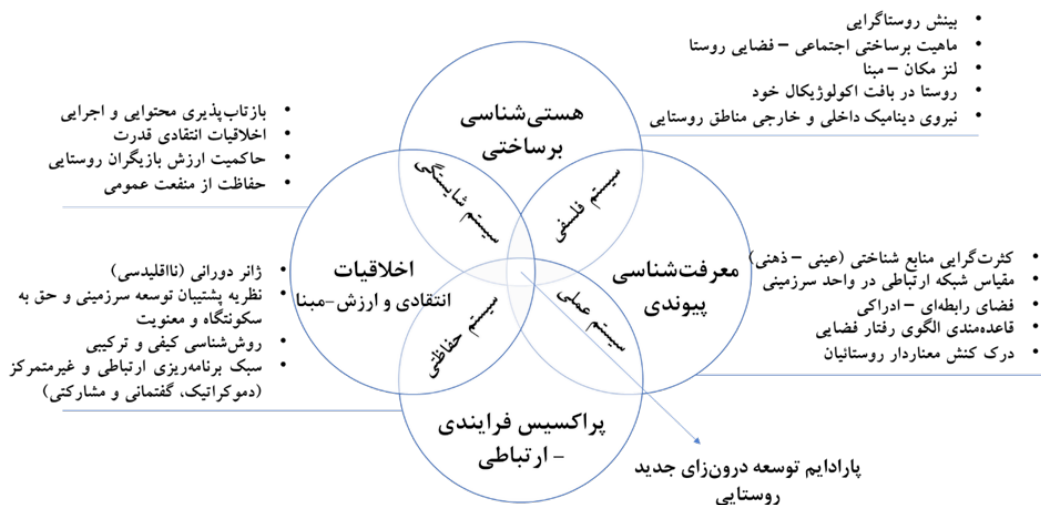 • بینش روستاگرایی
• ماهیت برساختی اجتماعی – فضایی روستا
• لنز مکان – مبنا
• روستا در بافت اکولوژیکال خود
• نیروی دینامیک داخلی و خارجی مناطق روستایی
• بازتاب‌پذیری محتوایی و اجرایی
• اخلاقیات انتقادی قدرت
• حاکمیت ارزش بازیگران روستایی
• حفاظت از منفعت عمومی
هستی‌شناسی
برساختی
سیستم فلسفی
سیستم شایستگی
معرفت‌شناسی
پیوندی
اخلاقیات
انتقادی و ارزش-مبنا
سیستم عملی
سیستم حفاظتی
• کثرت‌گرایی منابع شناختی (عینی – ذهنی)
• مقیاس شبکه ارتباطی در واحد سرزمینی
• فضای رابطه‌ای – ادراکی
• قاعده‌مندی الگوی رفتار فضایی
• درک کنش معنادار روستائیان
• ژانر دورانی (نااقلیدسی)
• نظریه پشتیبان توسعه سرزمینی و حق به
سکونتگاه و معنویت
• روش‌شناسی کیفی و ترکیبی
• سبک برنامه‌ریزی ارتباطی و غیرمتمرکز
(دموکراتیک، گفتمانی و مشارکتی)
پراکسیس فرایندی
– ارتباطی
پارادایم توسعه درون‌زای جدید
روستایی